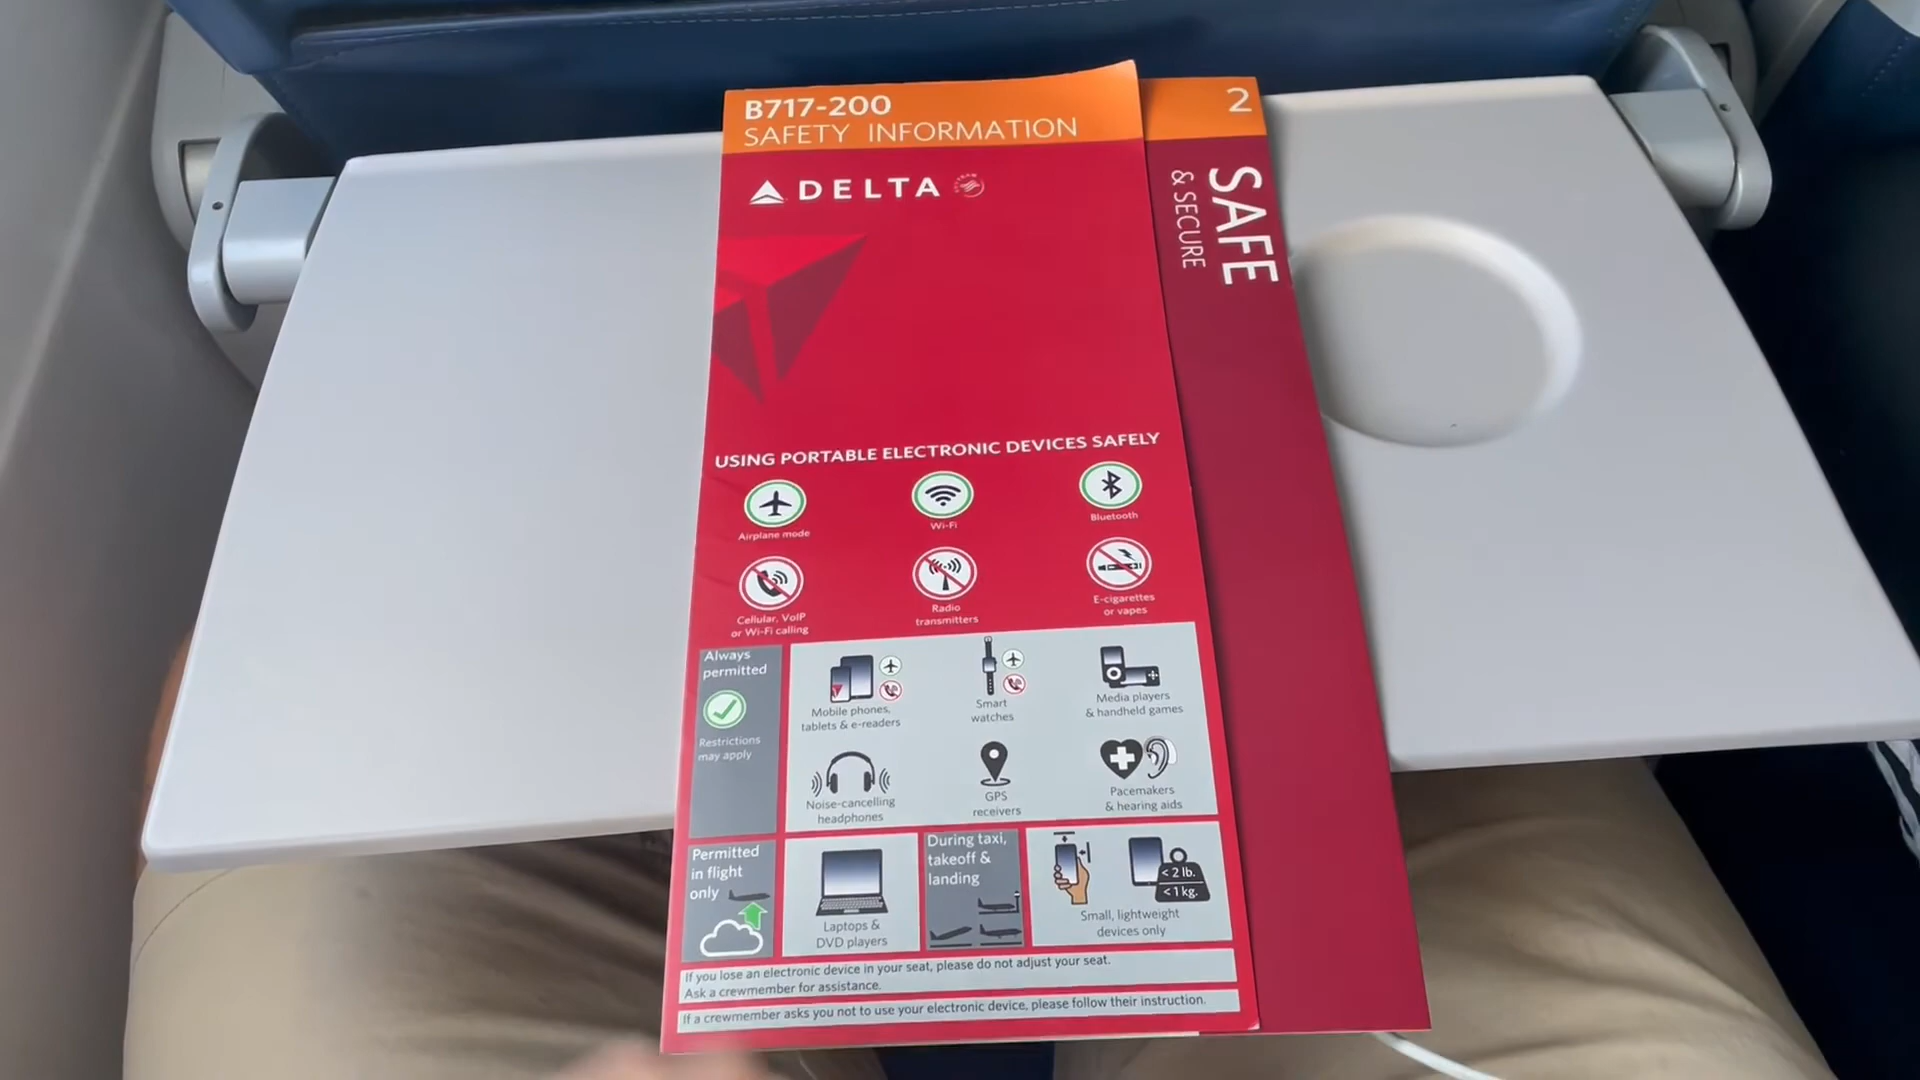 B717-200
SAFETY INFORMATION
2
DELTA
SAFE
& SECURE
USING PORTABLE ELECTRONIC DEVICES SAFELY
Airplane mode
Wi-Fi
Bluetooth
Cellular, VoIP
or Wi-Fi calling
Radio
transmitters
E-cigarettes
or vapes
Always
permitted
Restrictions
may apply
Mobile phones,
tablets & e-readers
Smart
watches
Media players
& handheld games
Noise-cancelling
headphones
GPS
receivers
Pacemakers
& hearing aids
Permitted
in flight
only
Laptops &
DVD players
During taxi,
takeoff &
landing
< 2 lb.
< 1 kg.
Small, lightweight
devices only
If you lose an electronic device in your seat, please do not adjust your seat.
Ask a crewmember for assistance.
If a crewmember asks you not to use your electronic device, please follow their instruction.